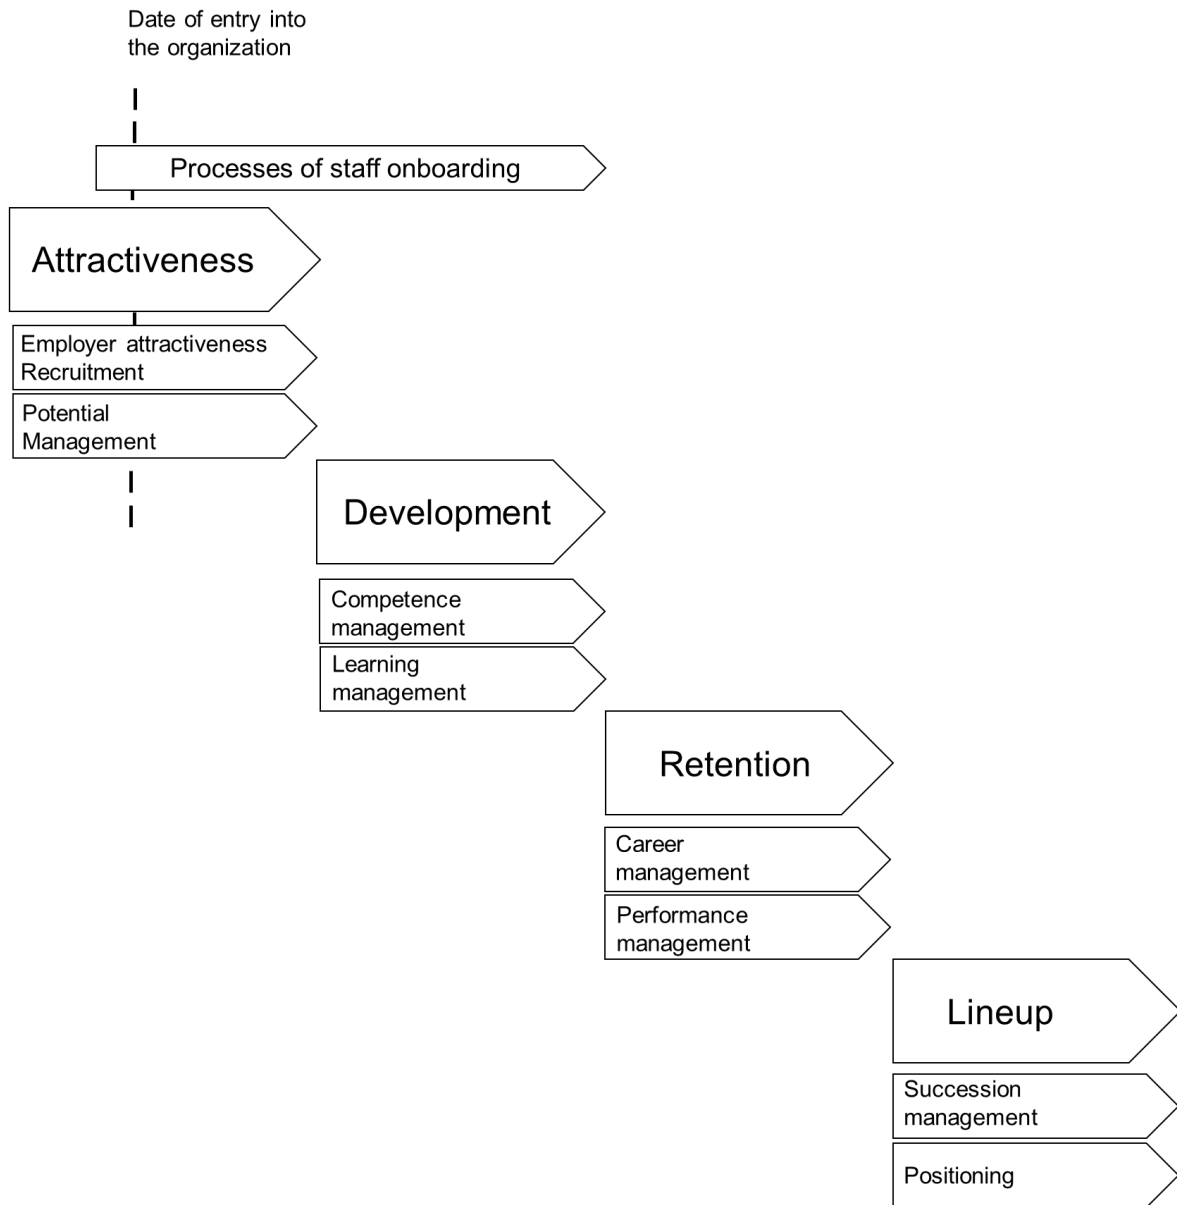 Date of entry into
the organization
Processes of staff onboarding
Attractiveness
Employer attractiveness
Recruitment
Potential
Management
Development
Competence
management
Learning
management
Retention
Career
management
Performance
management
Lineup
Succession
management
Positioning